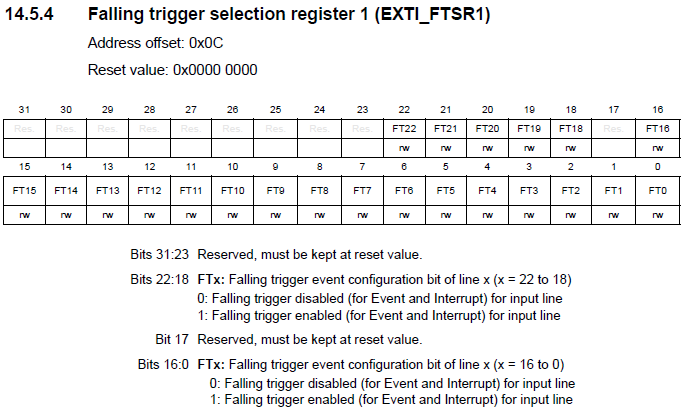 14.5.4 Falling trigger selection register 1 (EXTI_FTSR1)
Address offset: 0x0C
Reset value: 0x0000 0000
31 30 29 28 27 26 25 24 23 22 21 20 19 18 17 16
Res. Res. Res. Res. Res. Res. Res. Res. Res. FT22 FT21 FT20 FT19 FT18 Res. FT16
rw rw rw rw rw rw
15 14 13 12 11 10 9 8 7 6 5 4 3 2 1 0
FT15 FT14 FT13 FT12 FT11 FT10 FT9 FT8 FT7 FT6 FT5 FT4 FT3 FT2 FT1 FT0
rw rw rw rw rw rw rw rw rw rw rw rw rw rw rw rw
Bits 31:23 Reserved, must be kept at reset value.
Bits 22:18 FTx: Falling trigger event configuration bit of line x (x = 22 to 18)
0: Falling trigger disabled (for Event and Interrupt) for input line
1: Falling trigger enabled (for Event and Interrupt) for input line
Bit 17 Reserved, must be kept at reset value.
Bits 16:0 FTx: Falling trigger event configuration bit of line x (x = 16 to 0)
0: Falling trigger disabled (for Event and Interrupt) for input line
1: Falling trigger enabled (for Event and Interrupt) for input line